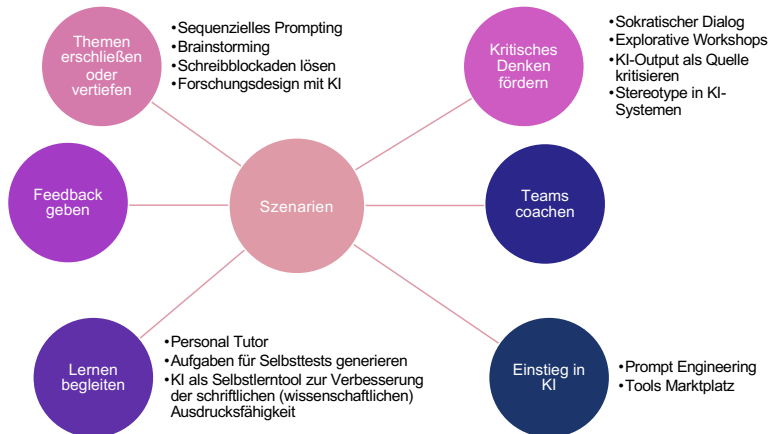 Themen
erschließen
oder
vertiefen
•Sequenzielles Prompting
•Brainstorming
•Schreibblockaden lösen
•Forschungsdesign mit KI
Kritisches
Denken
fördern
•Sokratischer Dialog
•Explorative Workshops
•KI-Output als Quelle
kritisieren
•Stereotype in KI-
Systemen
Feedback
geben
Szenarien
Teams
coachen
Lernen
begleiten
•Personal Tutor
•Aufgaben für Selbsttests generieren
•KI als Selbstlerntool zur Verbesserung
der schriftlichen (wissenschaftlichen)
Ausdrucksfähigkeit
Einstieg in
KI
•Prompt Engineering
•Tools Marktplatz